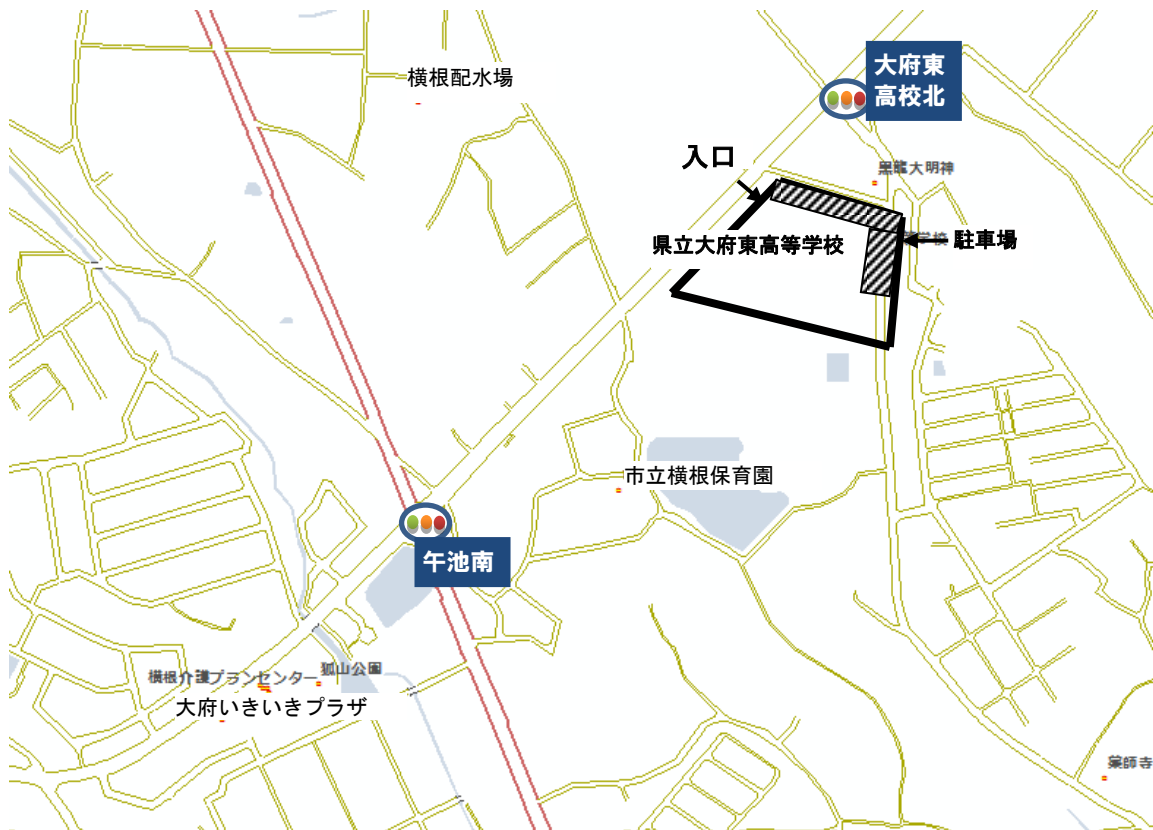 大府東
高校北
横根配水場
入口
黒龍大明神
県立大府東高等学校
学校
駐車場
市立横根保育園
午池南
狐山公園
横根介護プランセンター
大府いきいきプラザ
薬師寺